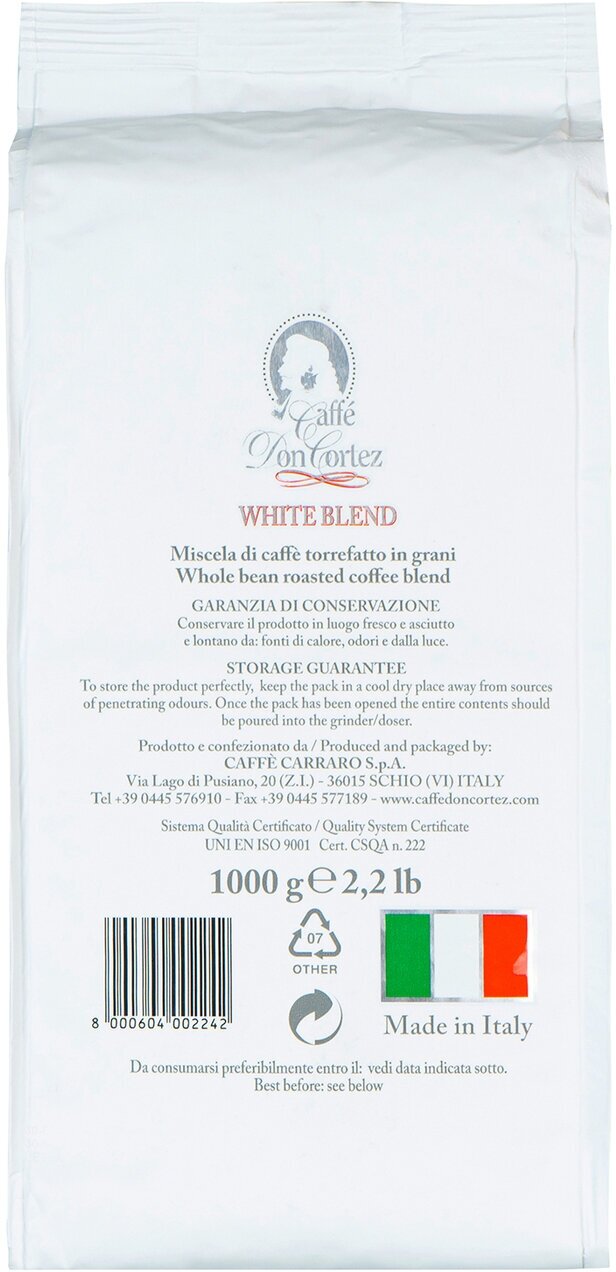 Caffé
Don Cortez
WHITE BLEND
Miscela di caffè torrefatto in grani
Whole bean roasted coffee blend
GARANZIA DI CONSERVAZIONE
Conservare il prodotto in luogo fresco e asciutto
e lontano da: fonti di calore, odori e dalla luce.
STORAGE GUARANTEE
To store the product perfectly, keep the pack in a cool dry place away from sources
of penetrating odours. Once the pack has been opened the entire contents should
be poured into the grinder/doser.
Prodotto e confezionato da / Produced and packaged by:
CAFFÈ CARRARO S.p.A.
Via Lago di Pusiano, 20 (Z.I.) - 36015 SCHIO (VI) ITALY
Tel +39 0445 576910 - Fax +39 0445 577189 - www.caffedoncortez.com
Sistema Qualità Certificato / Quality System Certificate
UNI EN ISO 9001 Cert. CSQA n. 222
1000 g ℮ 2,2 lb
07
OTHER
8 000604 002242
Made in Italy
Da consumarsi preferibilmente entro il: vedi data indicata sotto.
Best before: see below